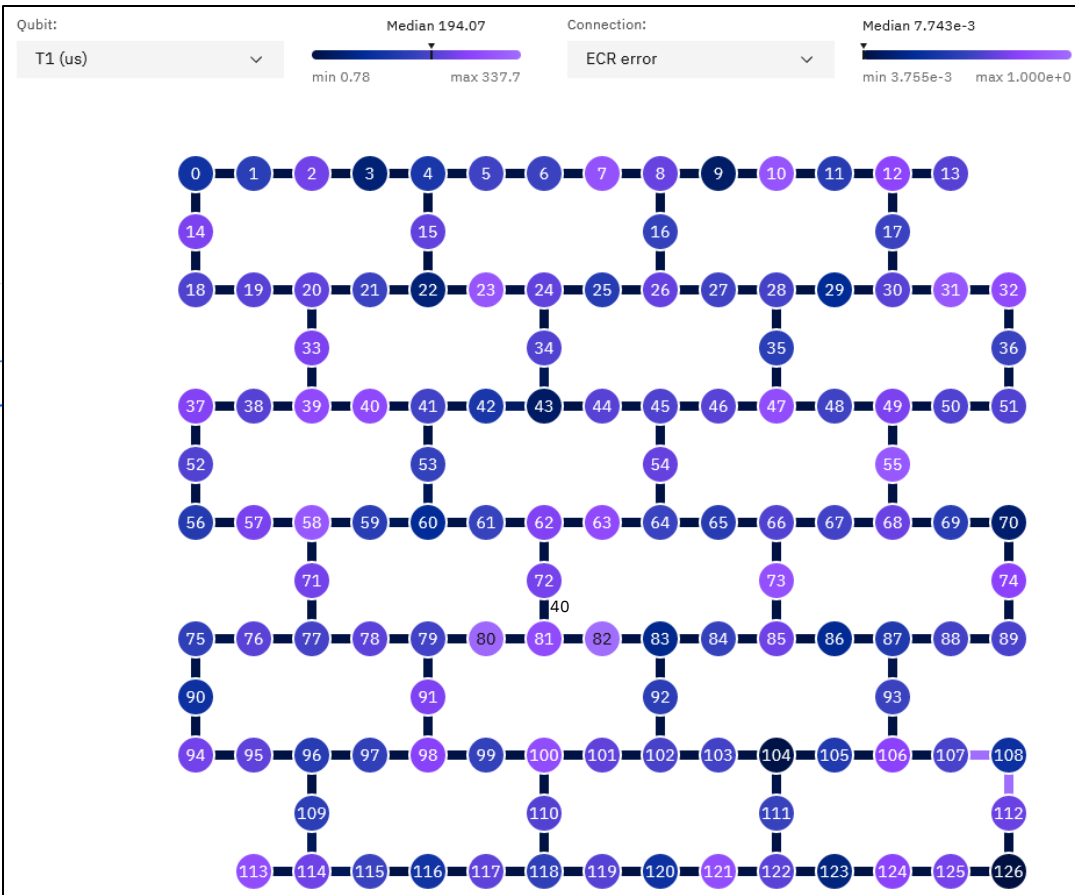 Qubit: Median 194.07 Connection: Median 7.743e-3
T1 (us) ECR error
min 0.78 max 337.7 min 3.755e-3 max 1.000e+0
0 1 2 3 4 5 6 7 8 9 10 11 12 13
14 15 16 17
18 19 20 21 22 23 24 25 26 27 28 29 30 31 32
33 34 35 36
37 38 39 40 41 42 43 44 45 46 47 48 49 50 51
52 53 54 55
56 57 58 59 60 61 62 63 64 65 66 67 68 69 70
71 72 73 74
40
75 76 77 78 79 80 81 82 83 84 85 86 87 88 89
90 91 92 93
94 95 96 97 98 99 100 101 102 103 104 105 106 107 108
109 110 111 112
113 114 115 116 117 118 119 120 121 122 123 124 125 126